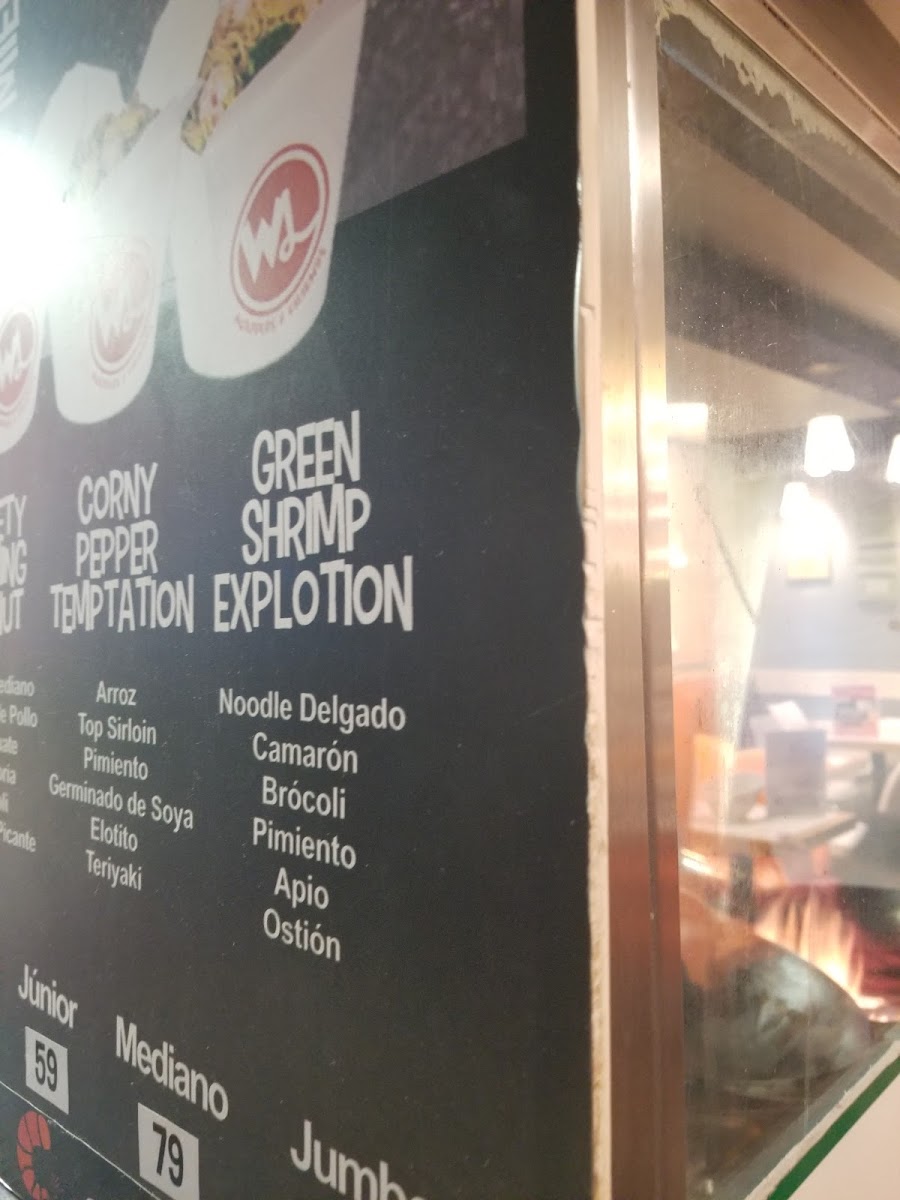 WS
CORNY
PEPPER
TEMPTATION
Arroz
Top Sirloin
Pimiento
Germinado de Soya
Elotito
Teriyaki
GREEN
SHRIMP
EXPLOTION
Noodle Delgado
Camarón
Brócoli
Pimiento
Apio
Ostión
Júnior
59
Mediano
79